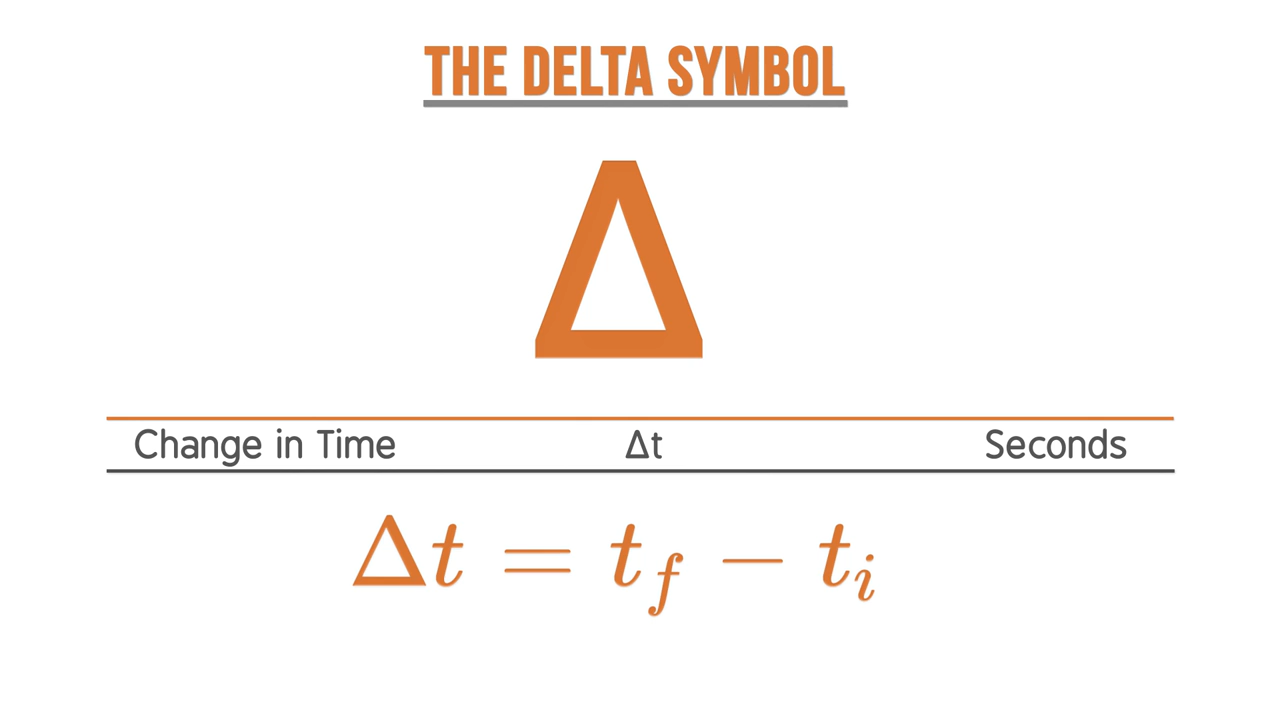 THE DELTA SYMBOL
Δ
Change in Time Δt Seconds
Δt = t_f − t_i